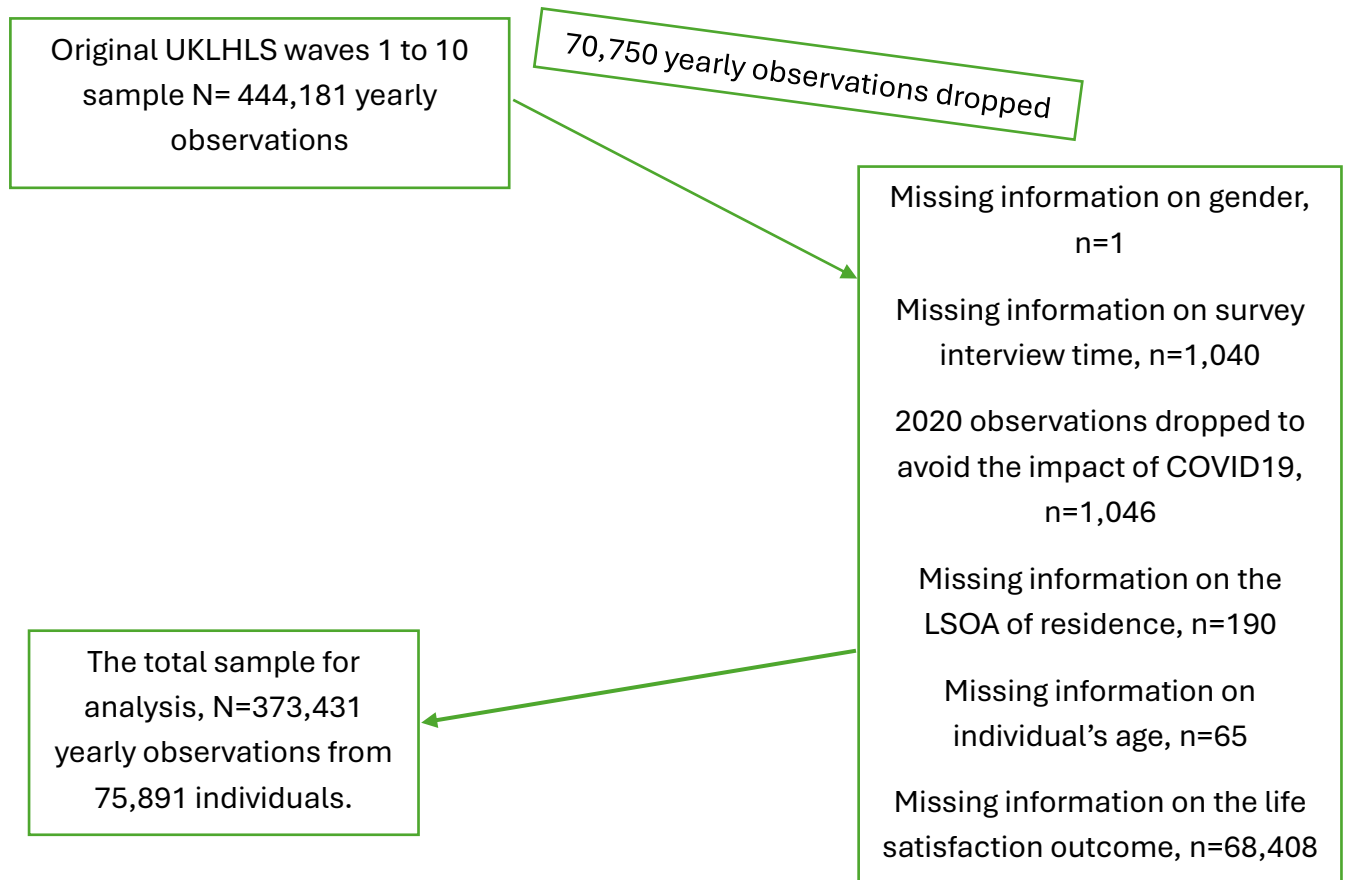 Original UKLHLS waves 1 to 10
sample N= 444,181 yearly
observations
70,750 yearly observations dropped
Missing information on gender,
n=1
Missing information on survey
interview time, n=1,040
2020 observations dropped to
avoid the impact of COVID19,
n=1,046
Missing information on the
LSOA of residence, n=190
Missing information on
individual’s age, n=65
Missing information on the life
satisfaction outcome, n=68,408
The total sample for
analysis, N=373,431
yearly observations from
75,891 individuals.